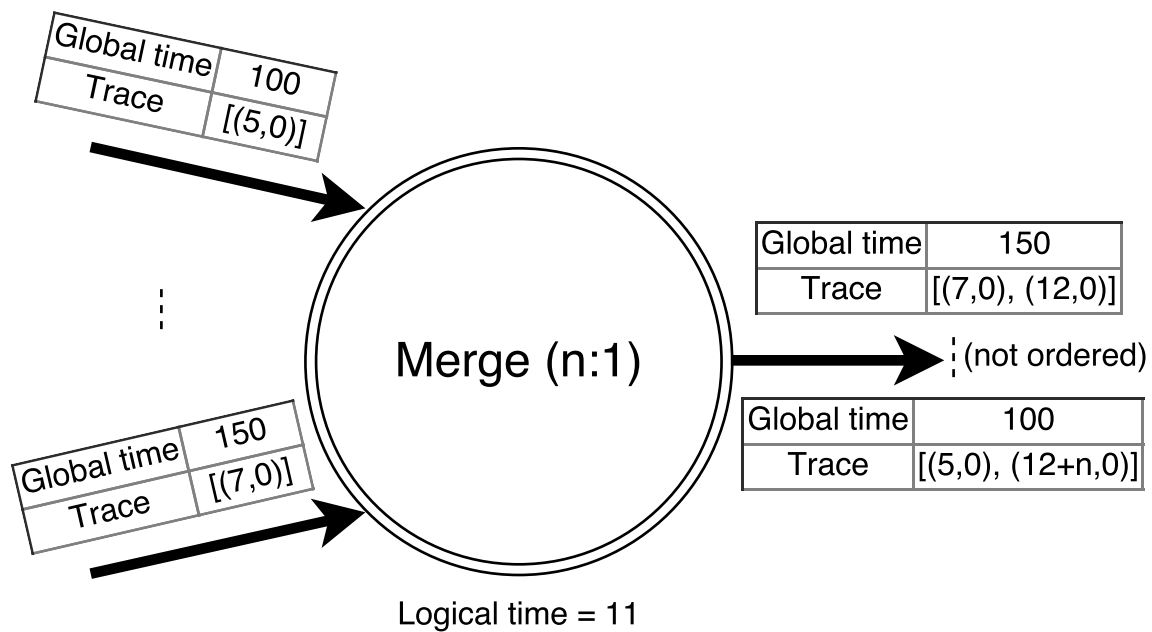 Global time 100
Trace [(5,0)]
Global time 150
Trace [(7,0)]
Merge (n:1)
Logical time = 11
Global time 150
Trace [(7,0), (12,0)]
(not ordered)
Global time 100
Trace [(5,0), (12+n,0)]